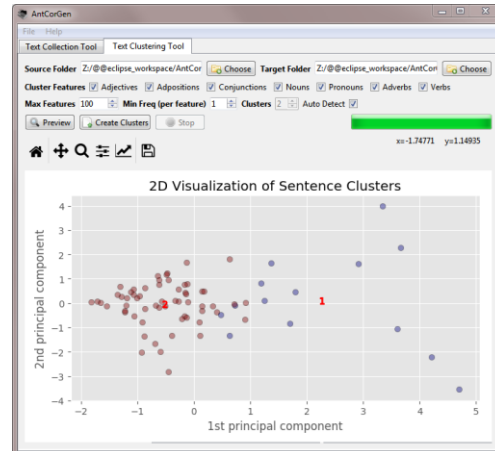 AntCorGen
File Help
Text Collection Tool Text Clustering Tool
Source Folder Z:/@@eclipse_workspace/AntCor Choose Target Folder Z:/@@eclipse_workspace/AntCor Choose
Cluster Features Adjectives Adpositions Conjunctions Nouns Pronouns Adverbs Verbs
Max Features 100 Min Freq (per feature) 1 Clusters 2 Auto Detect
Preview Create Clusters Stop
x=-1.74771 y=1.14935
2D Visualization of Sentence Clusters
2nd principal component
4
3
2
1
0
−1
−2
−3
−4
2
1
−2 −1 0 1 2 3 4 5
1st principal component